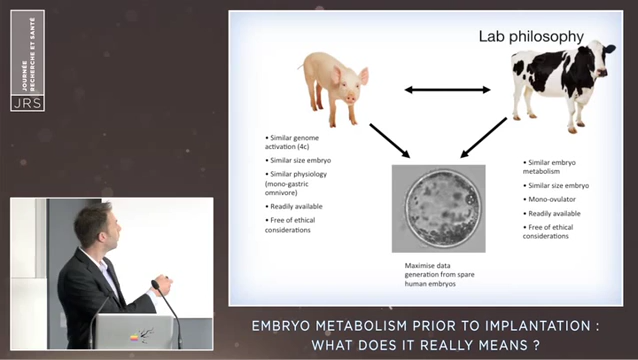 JOURNÉE
RECHERCHE ET SANTÉ
JRS
Lab philosophy
• Similar genome
activation (4c)
• Similar size embryo
• Similar physiology
(mono-gastric
omnivore)
• Readily available
• Free of ethical
considerations
• Similar embryo
metabolism
• Similar size embryo
• Mono-ovulator
• Readily available
• Free of ethical
considerations
Maximise data
generation from spare
human embryos
EMBRYO METABOLISM PRIOR TO IMPLANTATION :
WHAT DOES IT REALLY MEANS ?